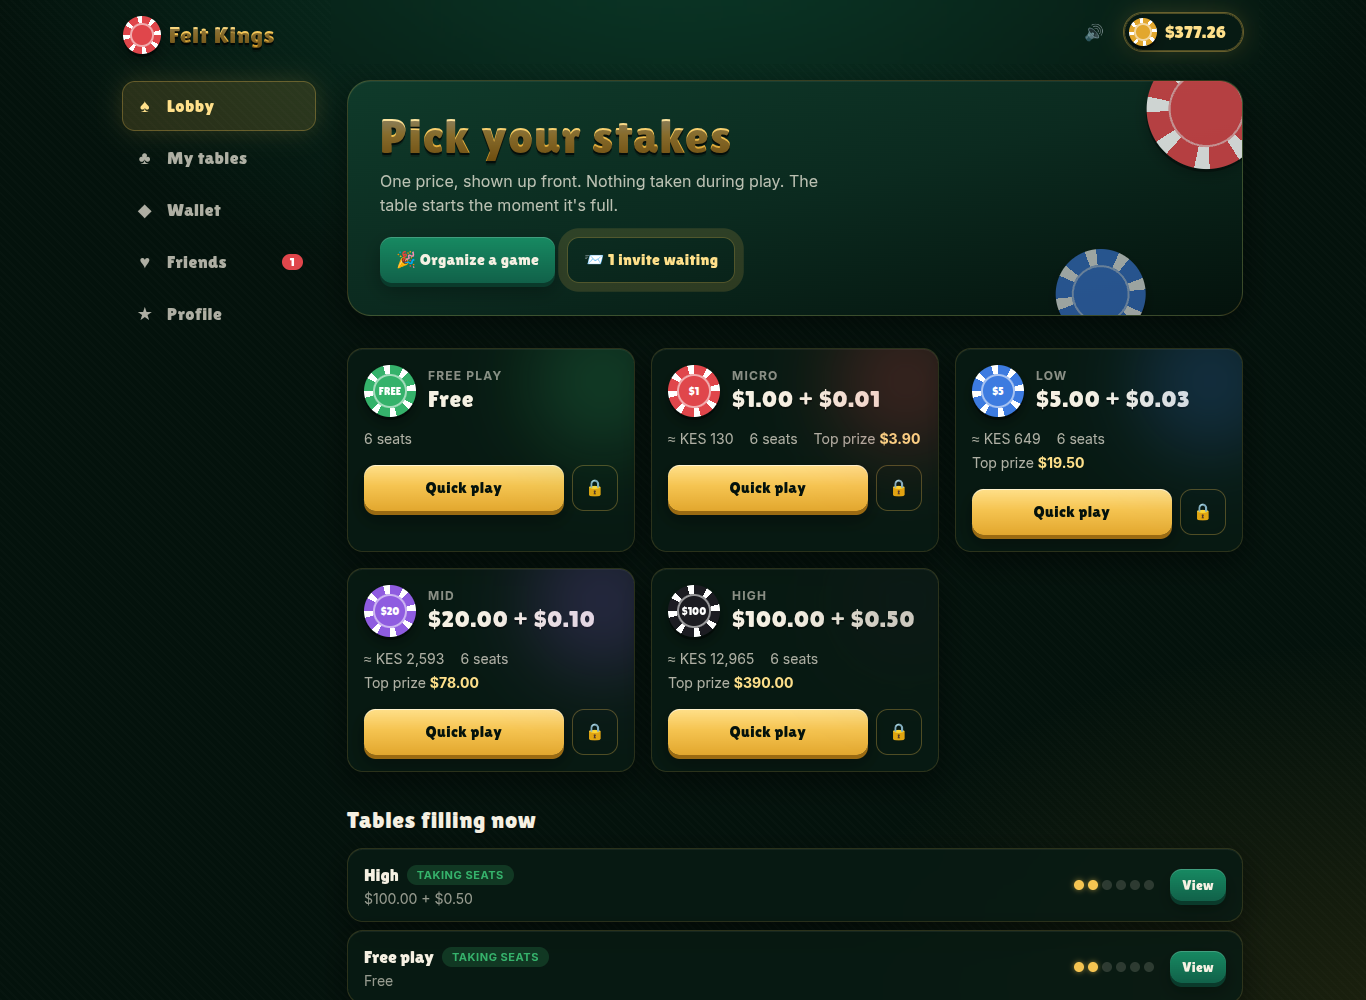 Felt Kings
$377.26
♠ Lobby
♣ My tables
◆ Wallet
♥ Friends 1
★ Profile
Pick your stakes
One price, shown up front. Nothing taken during play. The
table starts the moment it's full.
🎉 Organize a game
📨 1 invite waiting
FREE
FREE PLAY
Free
6 seats
Quick play
$1
MICRO
$1.00 + $0.01
≈ KES 130 6 seats Top prize $3.90
Quick play
$5
LOW
$5.00 + $0.03
≈ KES 649 6 seats
Top prize $19.50
Quick play
$20
MID
$20.00 + $0.10
≈ KES 2,593 6 seats
Top prize $78.00
Quick play
$100
HIGH
$100.00 + $0.50
≈ KES 12,965 6 seats
Top prize $390.00
Quick play
Tables filling now
High TAKING SEATS
$100.00 + $0.50
View
Free play TAKING SEATS
Free
View